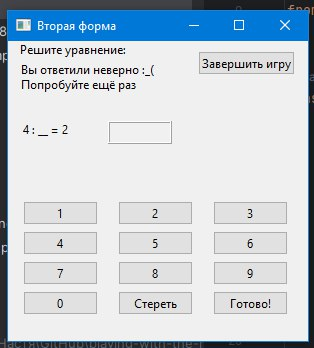 Вторая форма
Решите уравнение:
Вы ответили неверно :_(
Попробуйте ещё раз
Завершить игру
4 : __ = 2
1 2 3
4 5 6
7 8 9
0 Стереть Готово!